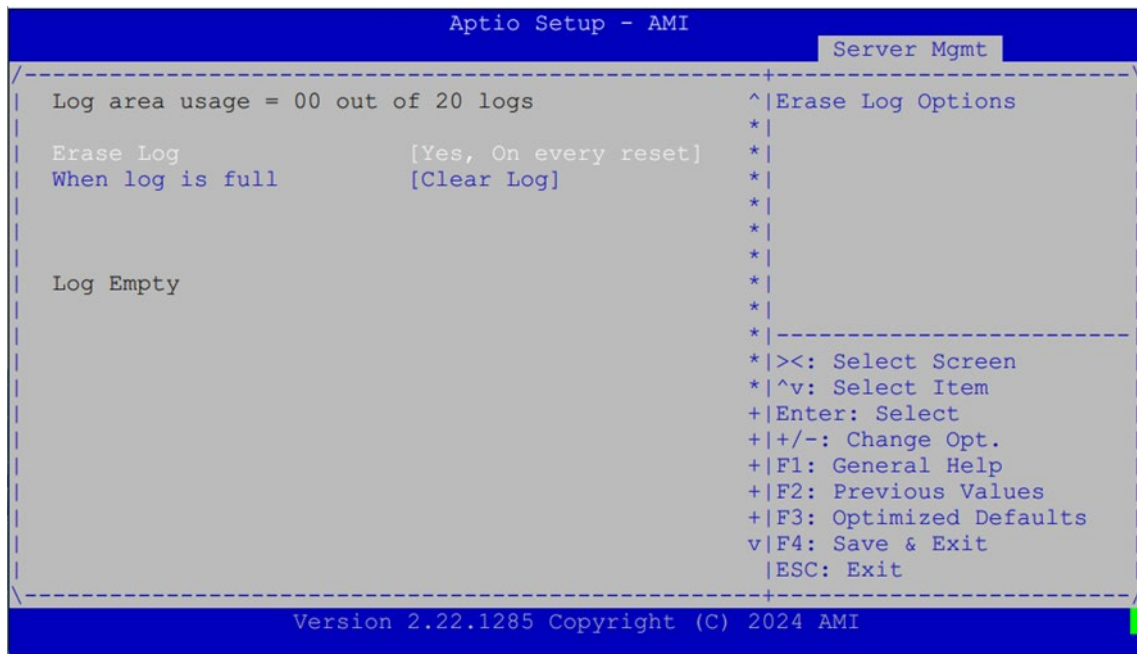 Aptio Setup - AMI
Server Mgmt
Log area usage = 00 out of 20 logs
Erase Log [Yes, On every reset]
When log is full [Clear Log]
Log Empty
Erase Log Options
><: Select Screen
^v: Select Item
Enter: Select
+/-: Change Opt.
F1: General Help
F2: Previous Values
F3: Optimized Defaults
F4: Save & Exit
ESC: Exit
Version 2.22.1285 Copyright (C) 2024 AMI